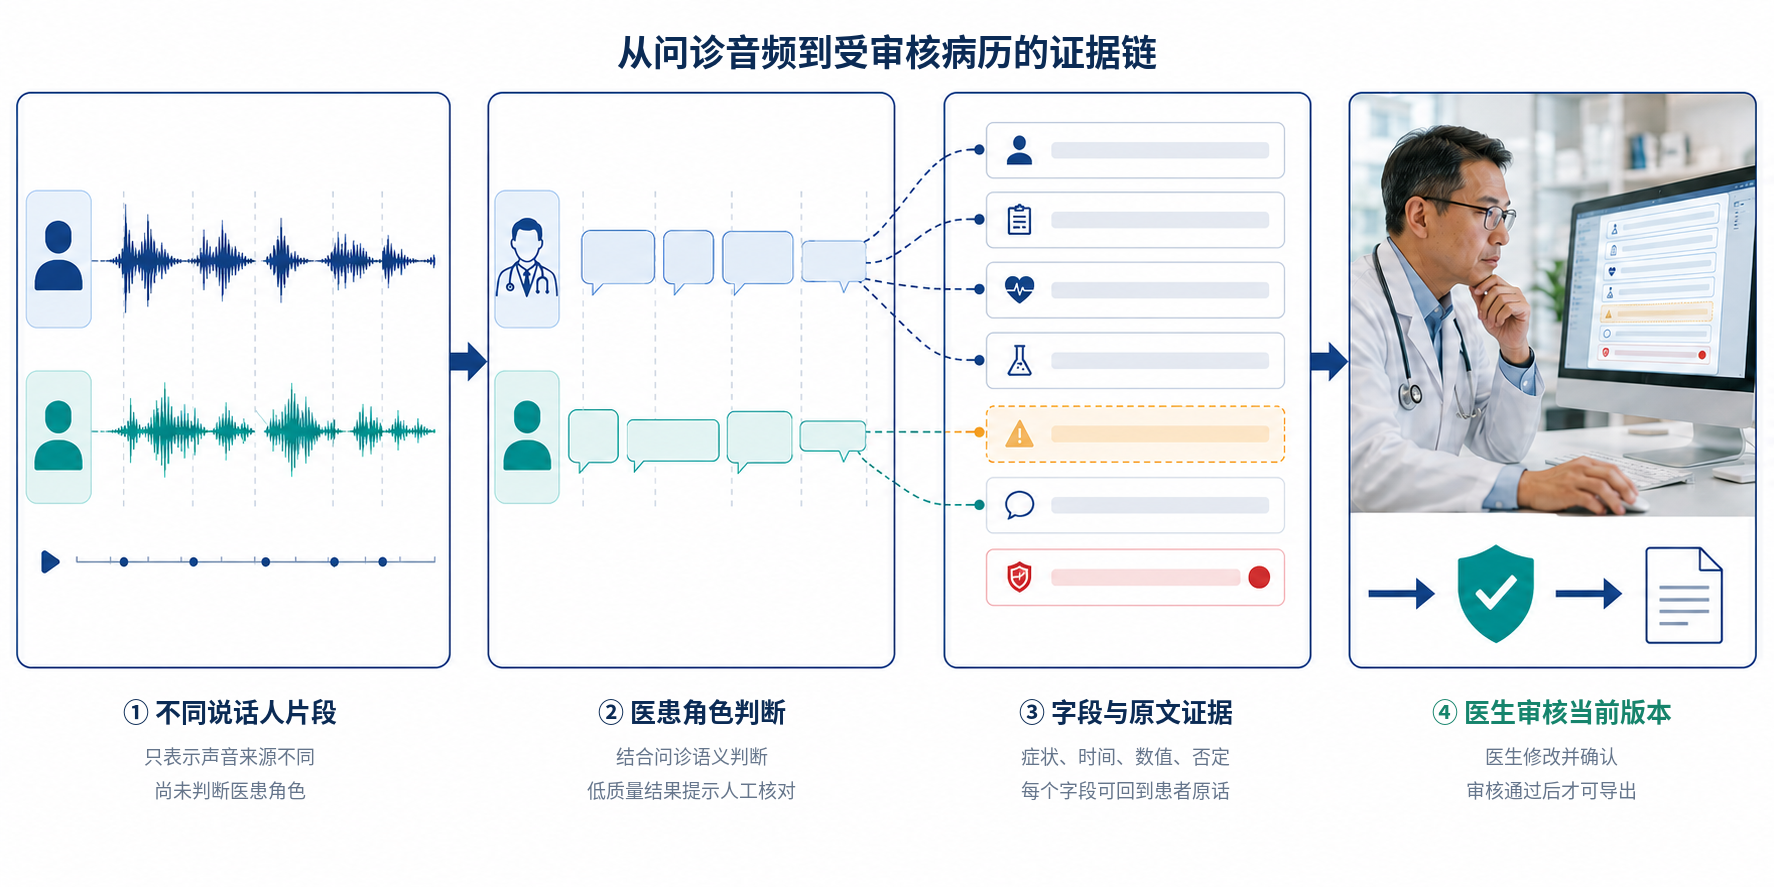 从问诊音频到受审核病历的证据链
① 不同说话人片段
只表示声音来源不同
尚未判断医患角色
② 医患角色判断
结合问诊语义判断
低质量结果提示人工核对
③ 字段与原文证据
症状、时间、数值、否定
每个字段可回到患者原话
④ 医生审核当前版本
医生修改并确认
审核通过后才可导出